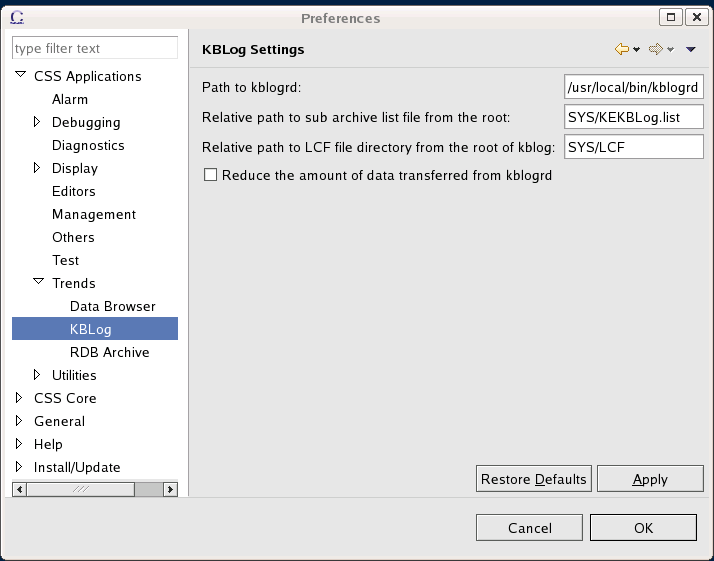 Preferences
type filter text
CSS Applications
Alarm
Debugging
Diagnostics
Display
Editors
Management
Others
Test
Trends
Data Browser
KBLog
RDB Archive
Utilities
CSS Core
General
Help
Install/Update
KBLog Settings
Path to kblogrd:
/usr/local/bin/kblogrd
Relative path to sub archive list file from the root:
SYS/KEKBLog.list
Relative path to LCF file directory from the root of kblog:
SYS/LCF
Reduce the amount of data transferred from kblogrd
Restore Defaults
Apply
Cancel
OK